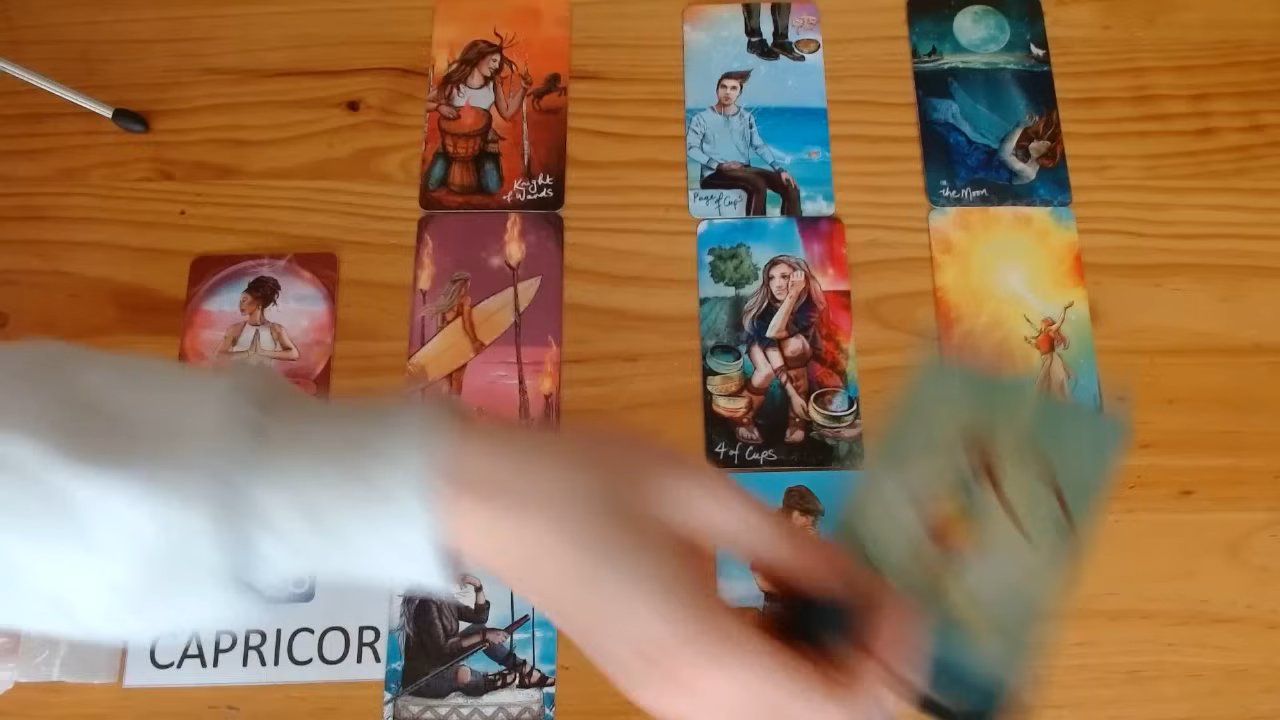 Knight
of Wands
Page of Cups
the Moon
4 of Cups
CAPRICOR